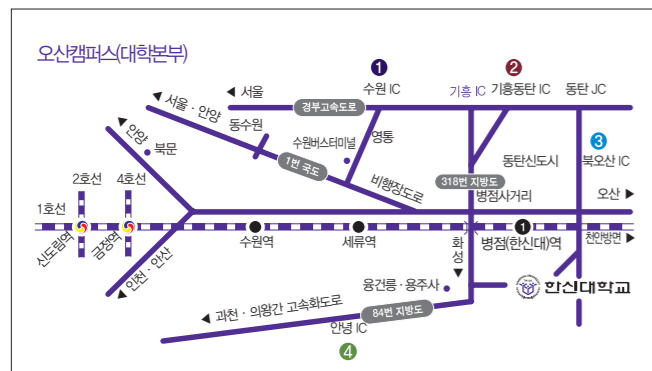 오산캠퍼스(대학본부)
1
2
◀ 서울
수원 IC
기흥 IC
기흥동탄 IC
동탄 JC
경부고속도로
◀ 서울 · 안양
동수원
영통
3
◀ 안양
북문
수원버스터미널
동탄신도시
북오산 IC
1번 국도
비행장도로
318번 지방도
2호선
4호선
병점사거리
오산 ▶
1호선
신도림역
금정역
수원역
세류역
화성
▼
1
병점(한신대)역
천안방면
▶
◀ 인천 · 안산
융건릉 · 용주사
한신대학교
◀ 과천 · 의왕간 고속화도로
84번 지방도
안녕 IC
4